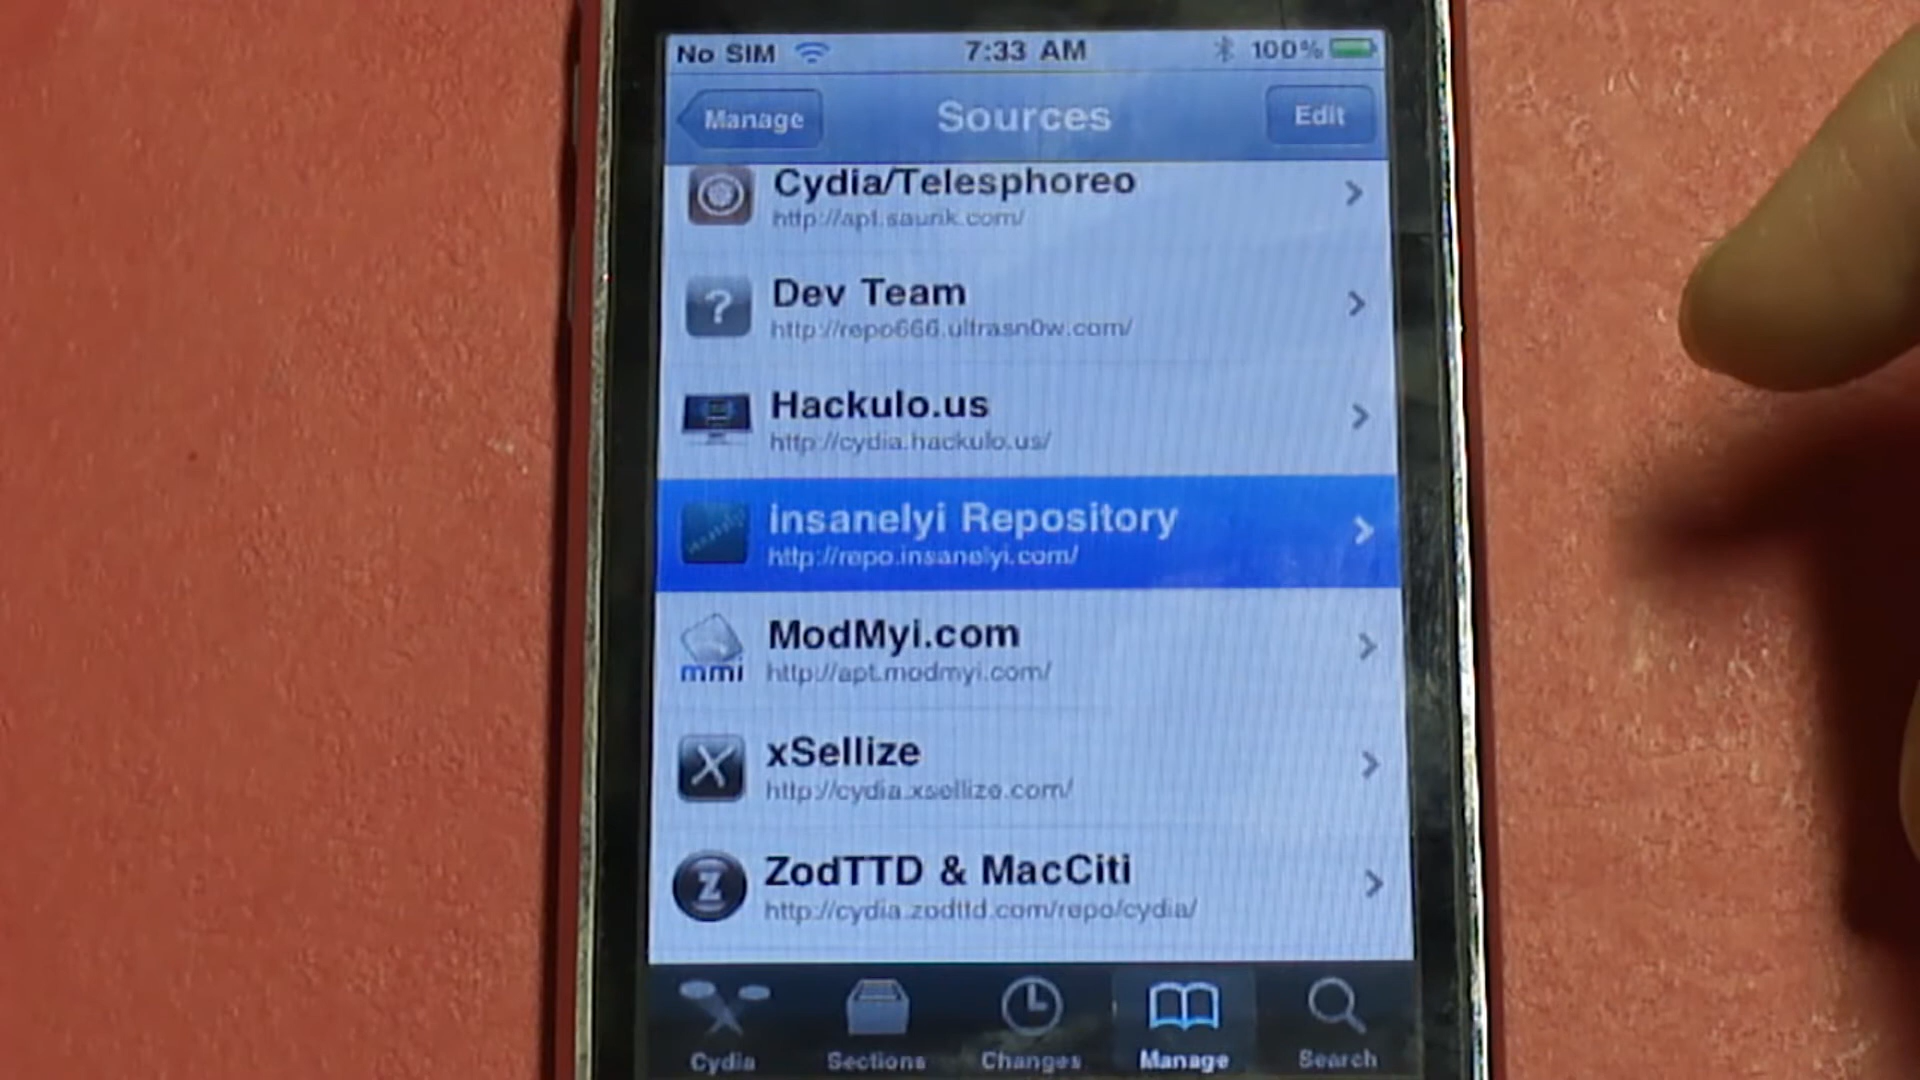 No SIM 7:33 AM 100%
Manage Sources Edit
Cydia/Telesphoreo
http://apt.saurik.com/
Dev Team
http://repo666.ultrasn0w.com/
Hackulo.us
http://cydia.hackulo.us/
insanelyi Repository
http://repo.insanelyi.com/
ModMyi.com
mmi http://apt.modmyi.com/
xSellize
http://cydia.xsellize.com/
ZodTTD & MacCiti
http://cydia.zodttd.com/repo/cydia/
Cydia Sections Changes Manage Search